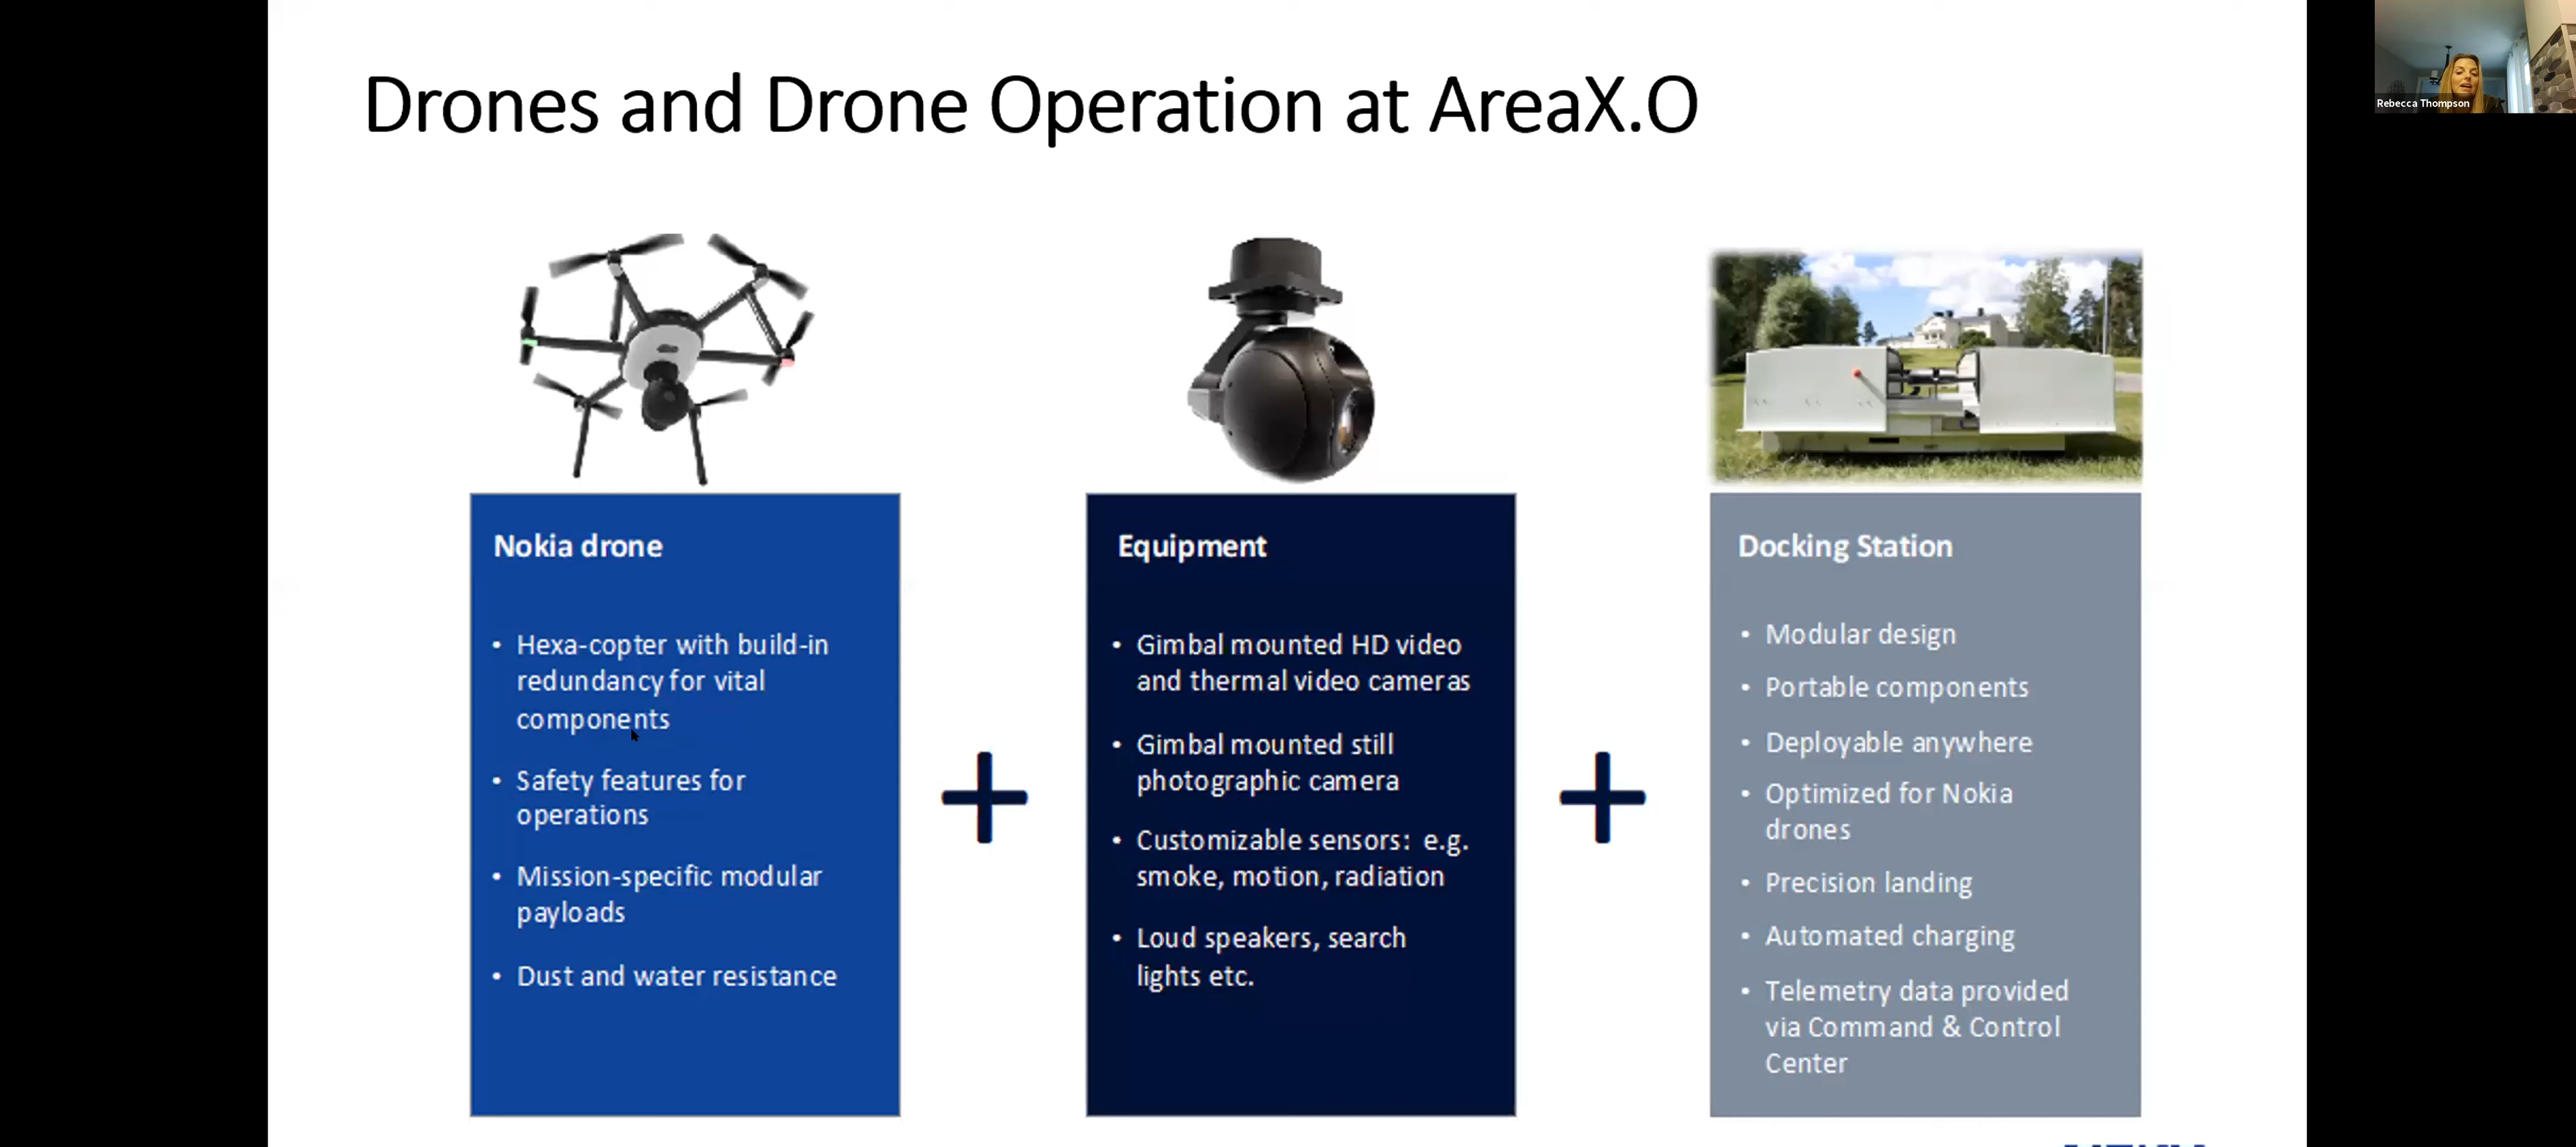 Drones and Drone Operation at AreaX.O
Rebecca Thompson
Nokia drone
• Hexa-copter with build-in
redundancy for vital
components
• Safety features for
operations
• Mission-specific modular
payloads
• Dust and water resistance
Equipment
• Gimbal mounted HD video
and thermal video cameras
• Gimbal mounted still
photographic camera
• Customizable sensors: e.g.
smoke, motion, radiation
• Loud speakers, search
lights etc.
Docking Station
• Modular design
• Portable components
• Deployable anywhere
• Optimized for Nokia
drones
• Precision landing
• Automated charging
• Telemetry data provided
via Command & Control
Center